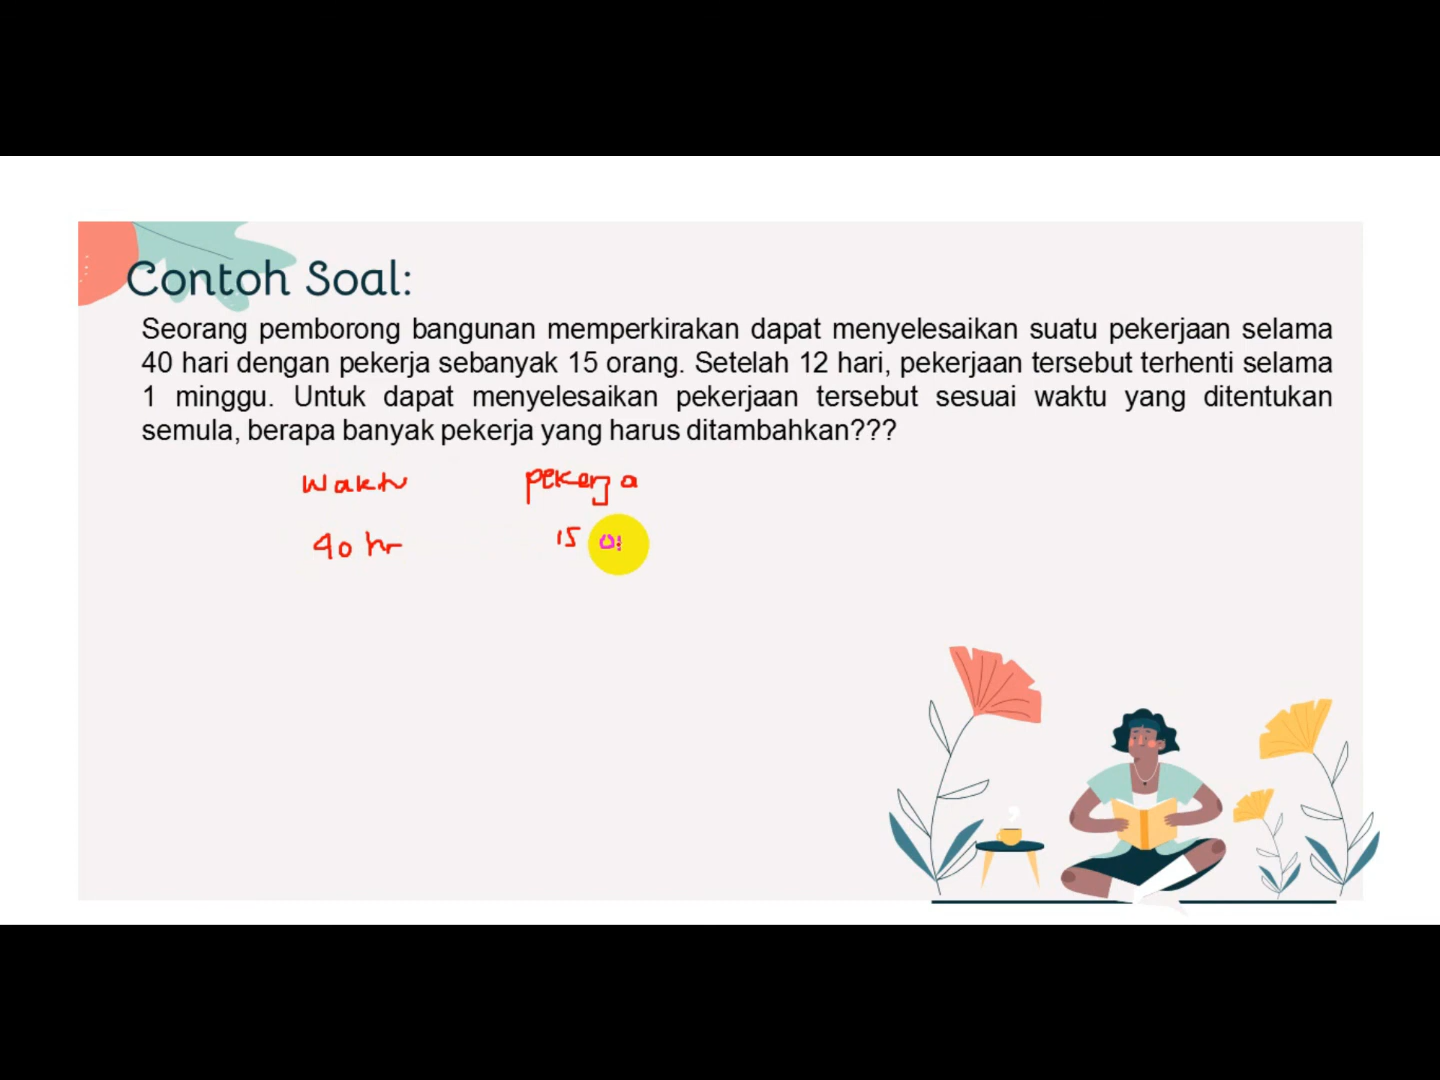 Contoh Soal:
Seorang pemborong bangunan memperkirakan dapat menyelesaikan suatu pekerjaan selama
40 hari dengan pekerja sebanyak 15 orang. Setelah 12 hari, pekerjaan tersebut terhenti selama
1 minggu. Untuk dapat menyelesaikan pekerjaan tersebut sesuai waktu yang ditentukan
semula, berapa banyak pekerja yang harus ditambahkan???
Waktu pekerja
40 hr 15